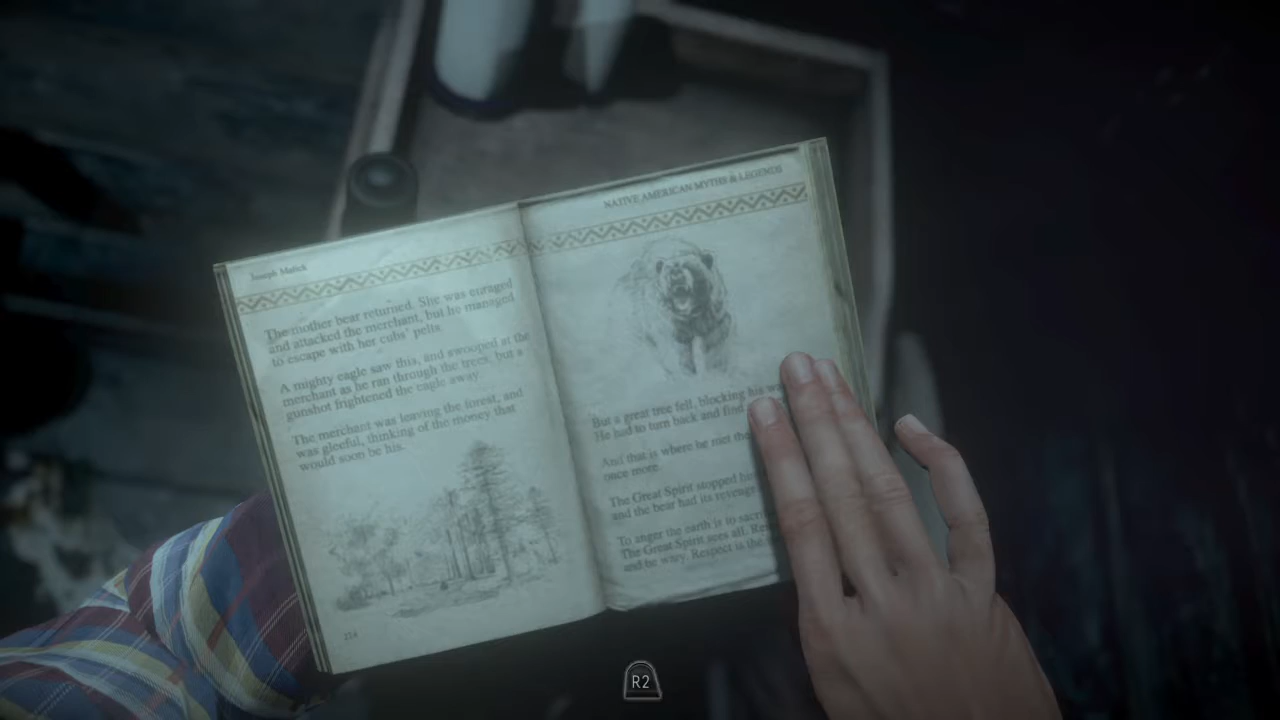 Joseph Malick
The mother bear returned. She was enraged
and attacked the merchant, but he managed
to escape with her cubs' pelts.
A mighty eagle saw this, and swooped at the
merchant as he ran through the trees, but a
gunshot frightened the eagle away
The merchant was leaving the forest, and
was gleeful, thinking of the money that
would soon be his.
NATIVE AMERICAN MYTHS & LEGENDS
But a great tree fell, blocking his
He had to turn back and find
And that is where he met the
once more.
The Great Spirit stopped
and the bear had its revenge
To anger the earth is to
The Great Spirit sees all.
and be wary. Respect is the
R2